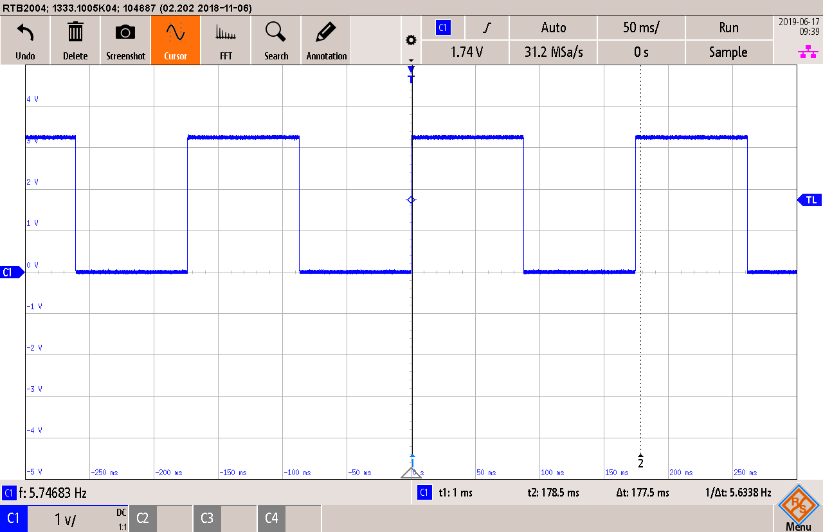 RTB2004; 1333.1005K04; 104887 (02.202 2018-11-06)
Undo Delete Screenshot Cursor FFT Search Annotation
C1 Auto 50 ms/ Run
1.74 V 31.2 MSa/s 0 s Sample
2019-06-17
09:39
T
4 V
3 V
2 V
TL
1 V
C1 0 V
-1 V
-2 V
-3 V
-4 V
1 2
-5 V -250 ms -200 ms -150 ms -100 ms -50 ms 0 s 50 ms 100 ms 150 ms 200 ms 250 ms
C1 f: 5.74683 Hz C1 t1: 1 ms t2: 178.5 ms Δt: 177.5 ms 1/Δt: 5.6338 Hz
C1 1 V/ DC 1:1 C2 C3 C4
R&S
Menu